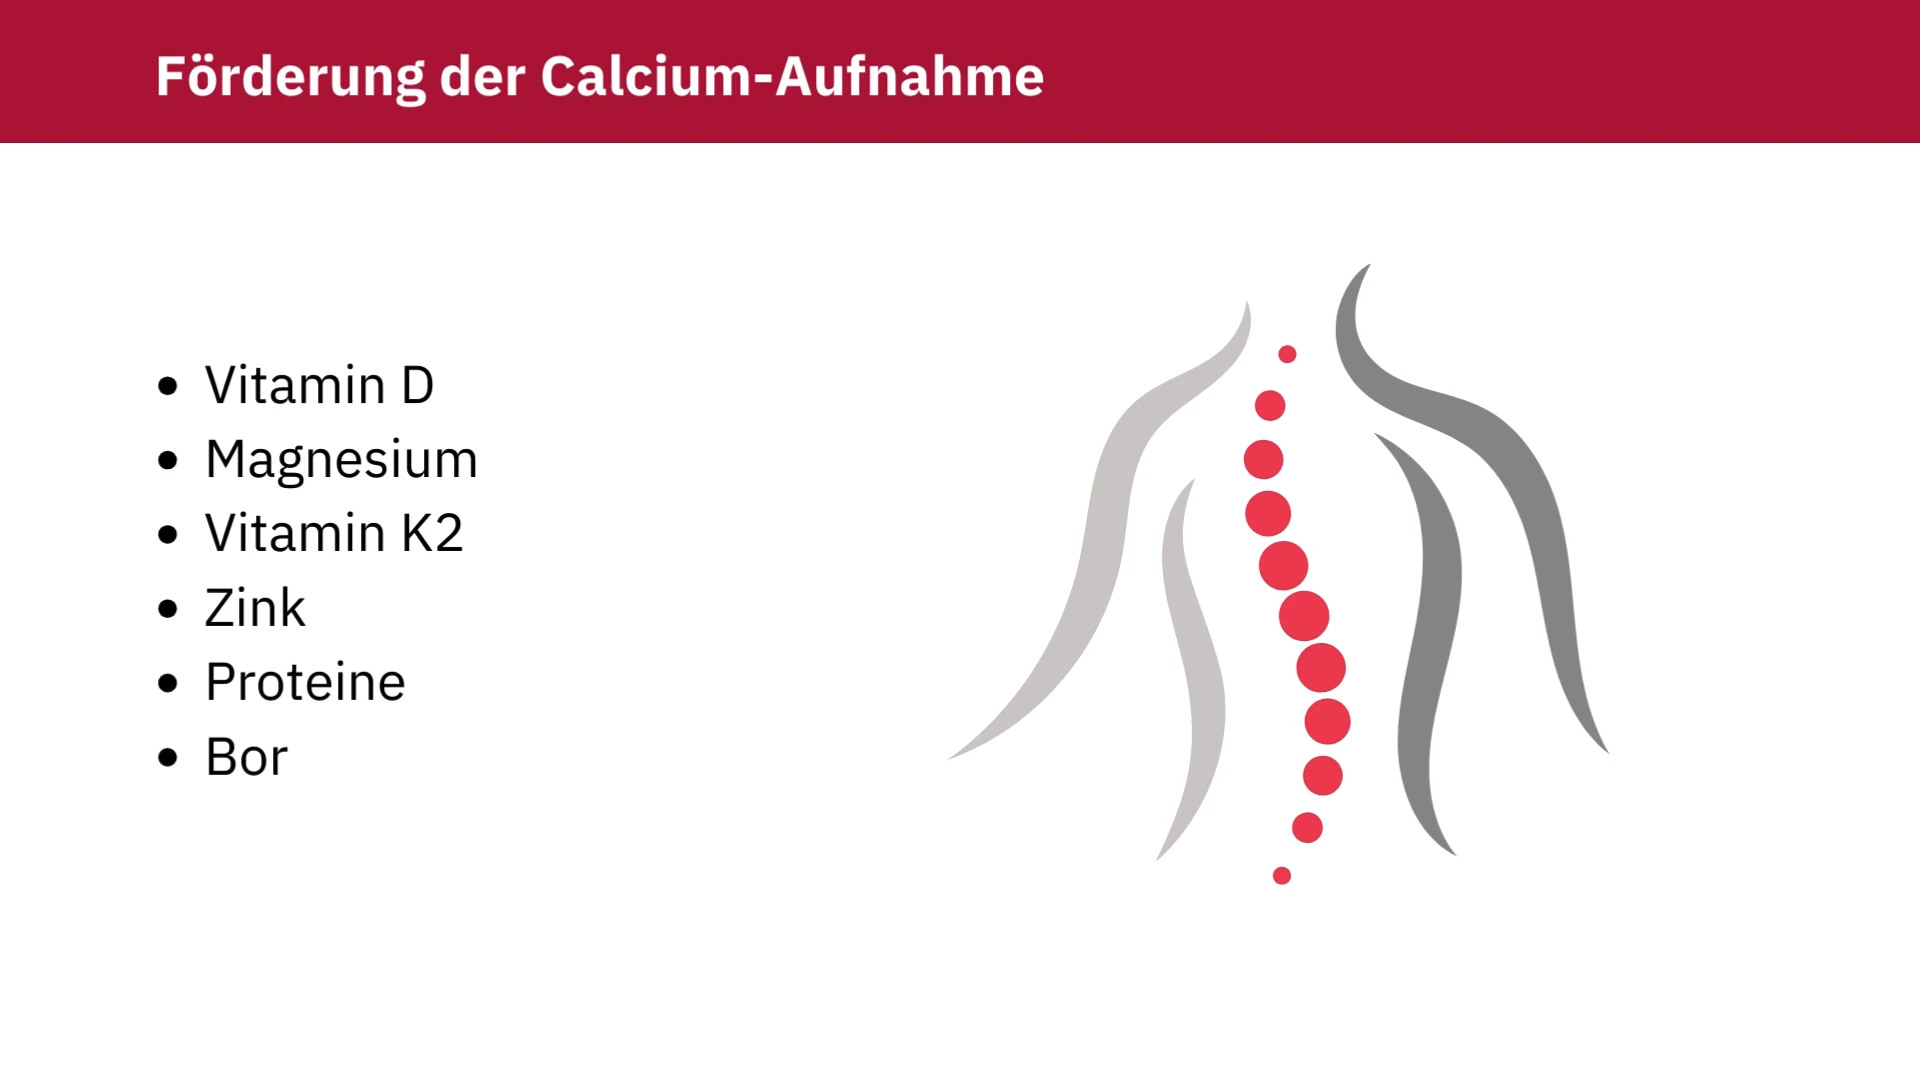 Förderung der Calcium-Aufnahme
• Vitamin D
• Magnesium
• Vitamin K2
• Zink
• Proteine
• Bor